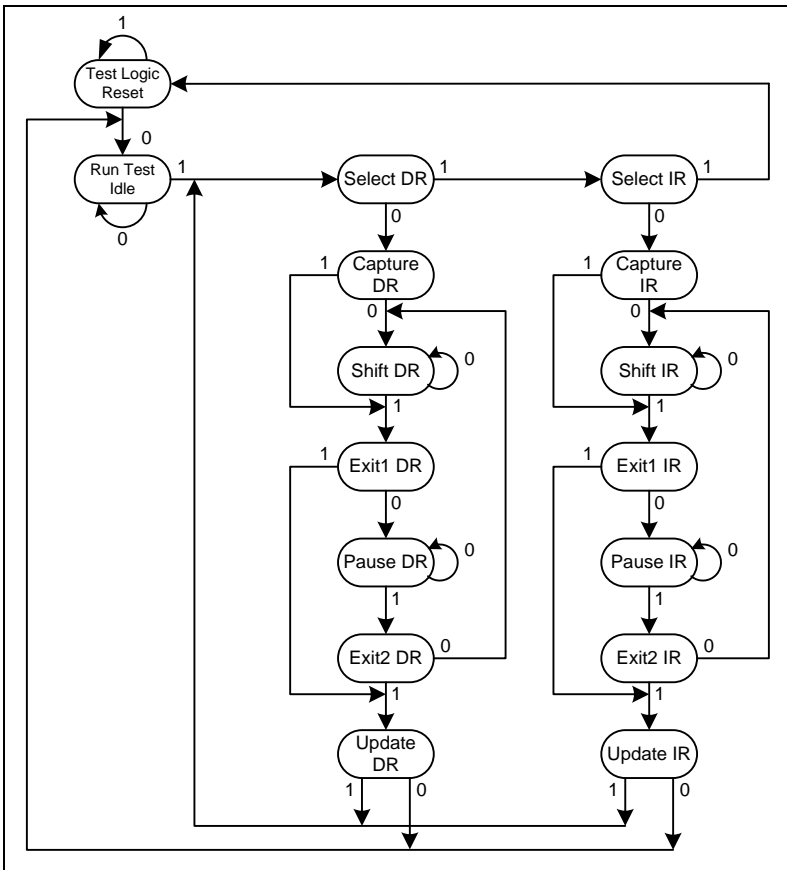 1
Test Logic
Reset
0
Run Test
Idle
1
0
Select DR
1
0
Select IR
1
0
Capture
DR
1
0
Capture
IR
1
0
Shift DR
0
1
Shift IR
0
1
Exit1 DR
1
0
Exit1 IR
1
0
Pause DR
0
1
Pause IR
0
1
Exit2 DR
0
1
Exit2 IR
0
1
Update
DR
1
0
Update IR
1
0